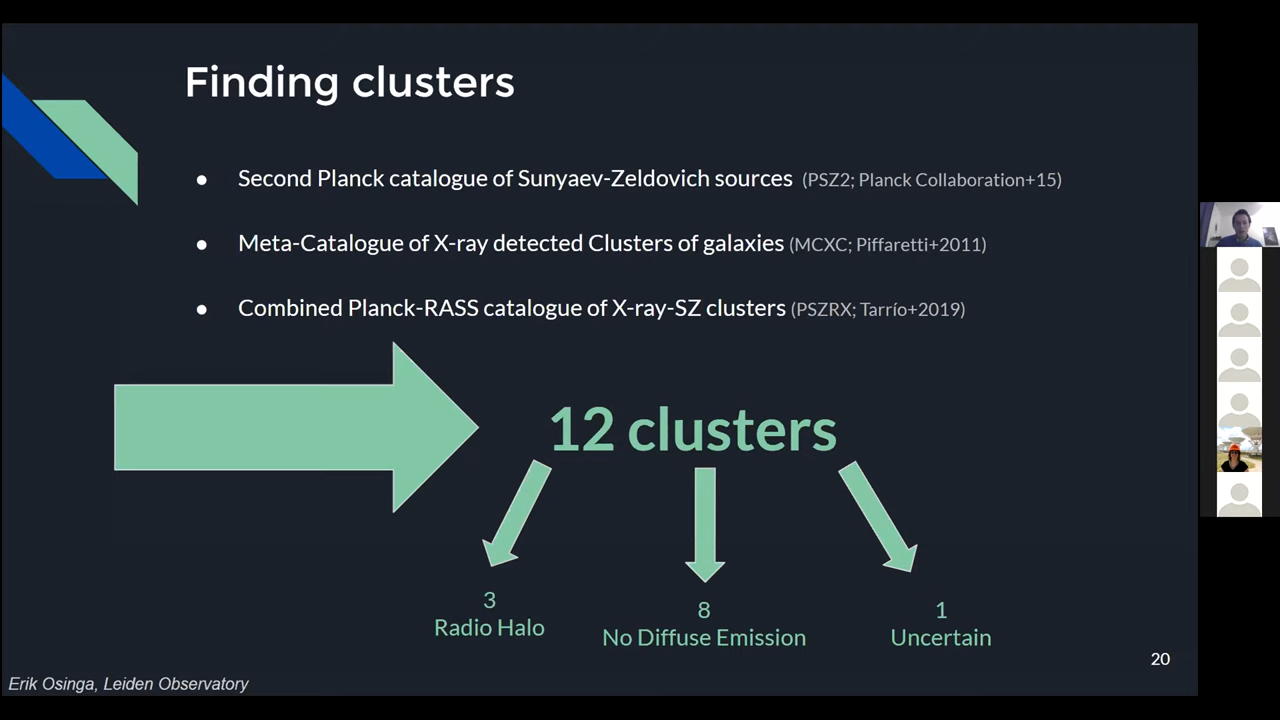 Finding clusters
● Second Planck catalogue of Sunyaev-Zeldovich sources (PSZ2; Planck Collaboration+15)
● Meta-Catalogue of X-ray detected Clusters of galaxies (MCXC; Piffaretti+2011)
● Combined Planck-RASS catalogue of X-ray-SZ clusters (PSZRX; Tarrío+2019)
12 clusters
3
Radio Halo
8
No Diffuse Emission
1
Uncertain
20
Erik Osinga, Leiden Observatory